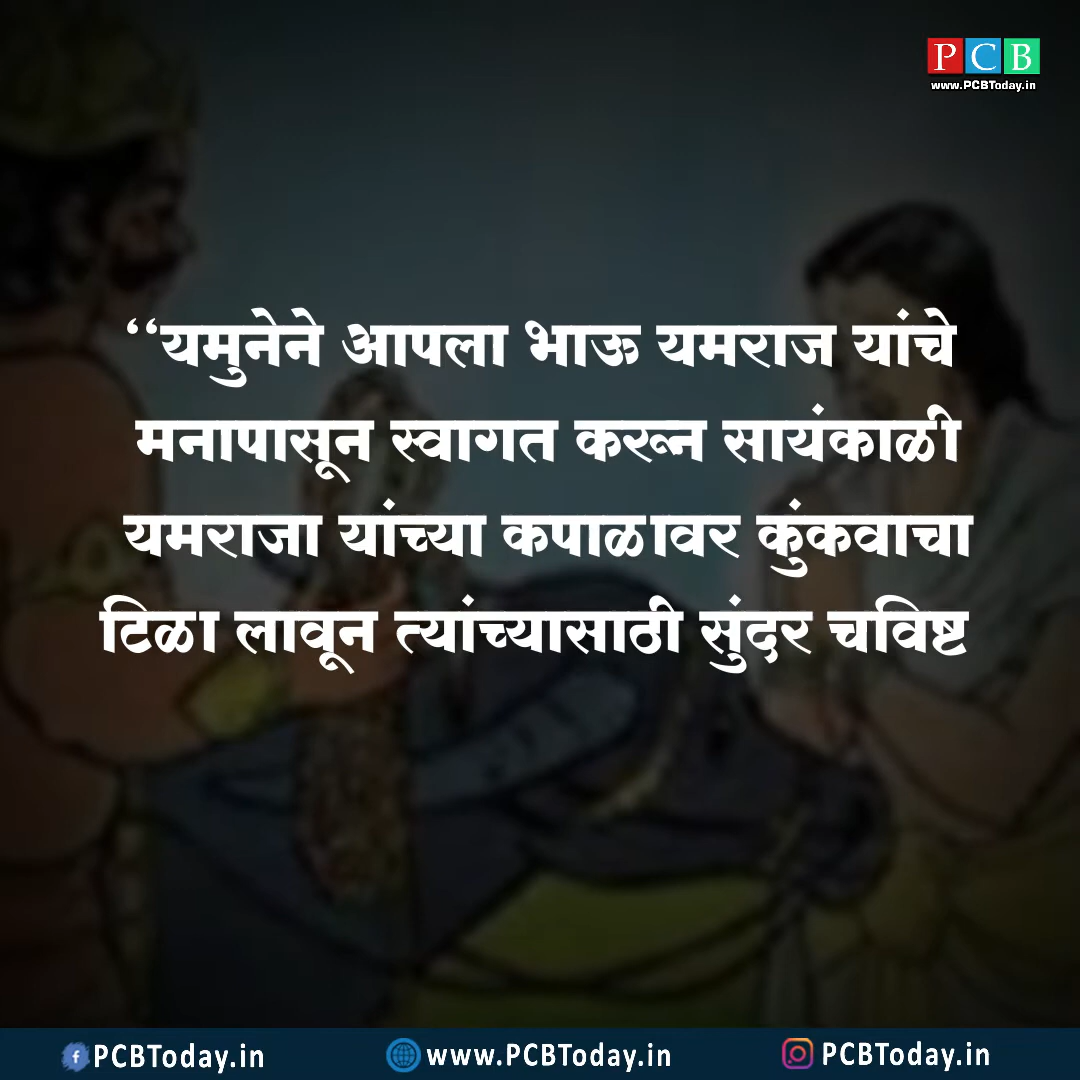 PCB
www.PCBToday.in
“यमुनेने आपला भाऊ यमराज यांचे
मनापासून स्वागत करून सायंकाळी
यमराजा यांच्या कपाळावर कुंकवाचा
टिळा लावून त्यांच्यासाठी सुंदर चविष्ट
PCBToday.in www.PCBToday.in PCBToday.in